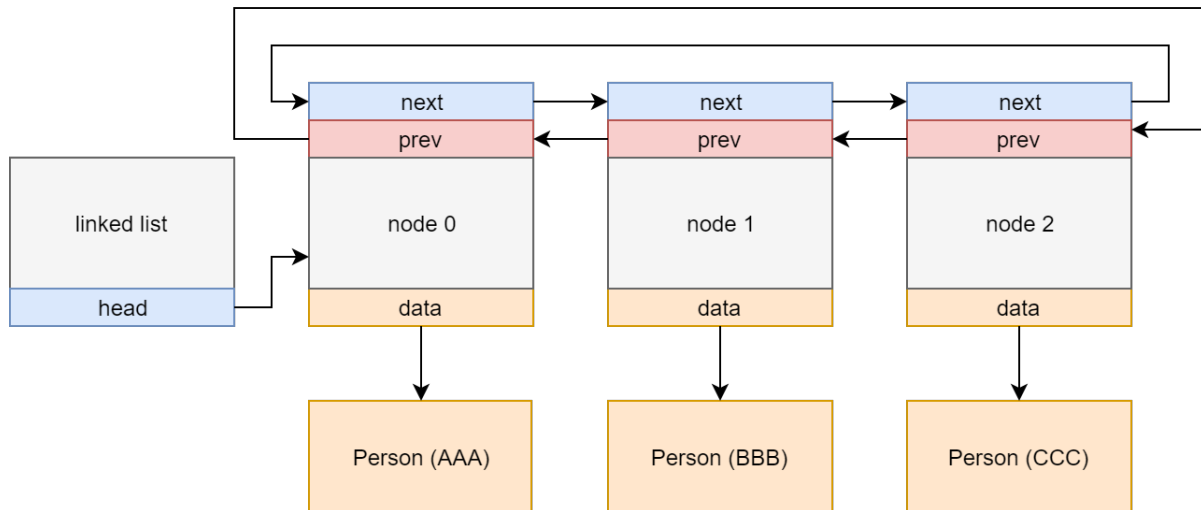 next
next
next
prev
prev
prev
linked list
node 0
node 1
node 2
head
data
data
data
Person (AAA)
Person (BBB)
Person (CCC)